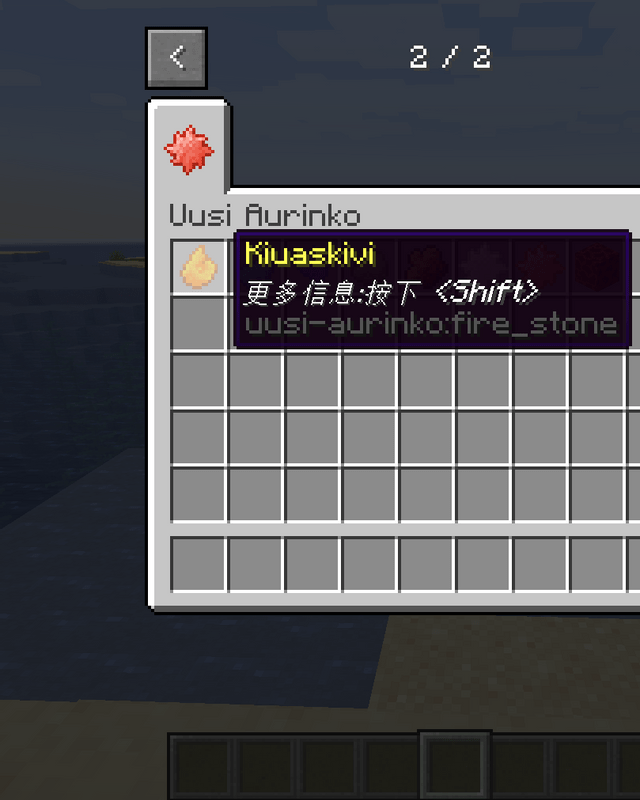 <
2 / 2
Uusi Aurinko
Kiuaskivi
更多信息:按下 <Shift>
uusi-aurinko:fire_stone